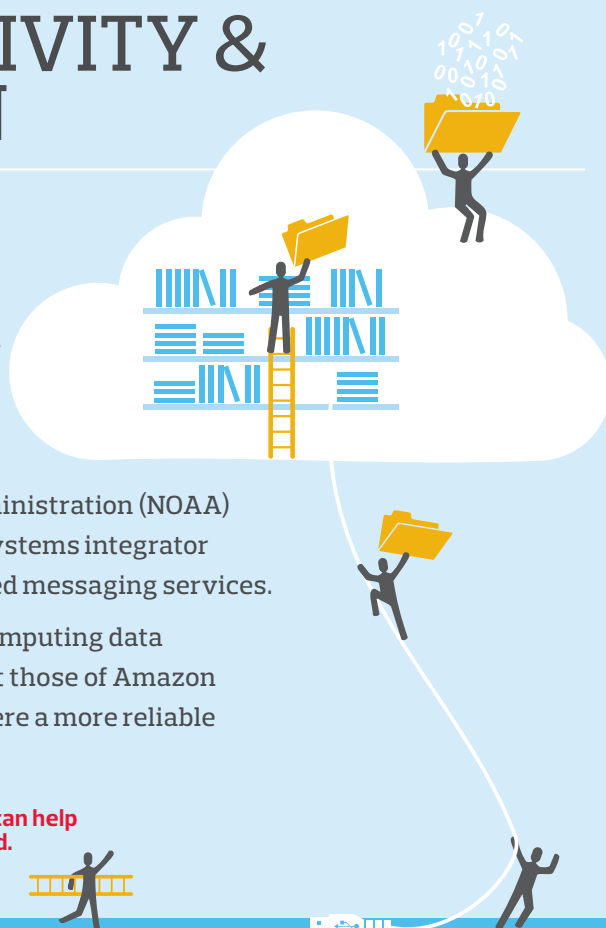 IVITY &
N
inistration (NOAA)
ystems integrator
ed messaging services.
mputing data
t those of Amazon
ere a more reliable
can help
d.